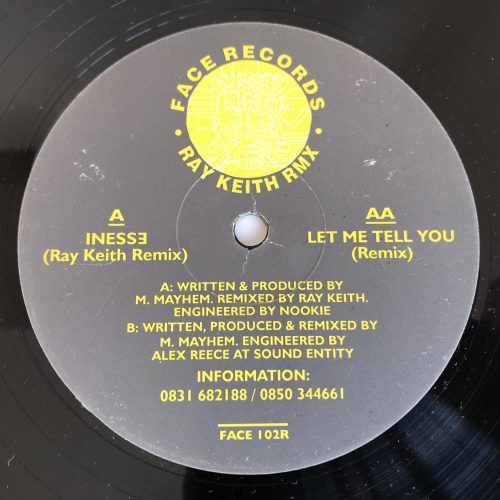 FACE RECORDS
• RAY KEITH RMX •
A
INESSƎ
(Ray Keith Remix)
AA
LET ME TELL YOU
(Remix)
A: WRITTEN & PRODUCED BY
M. MAYHEM. REMIXED BY RAY KEITH.
ENGINEERED BY NOOKIE
B: WRITTEN, PRODUCED & REMIXED BY
M. MAYHEM. ENGINEERED BY
ALEX REECE AT SOUND ENTITY
INFORMATION:
0831 682188 / 0850 344661
FACE 102R